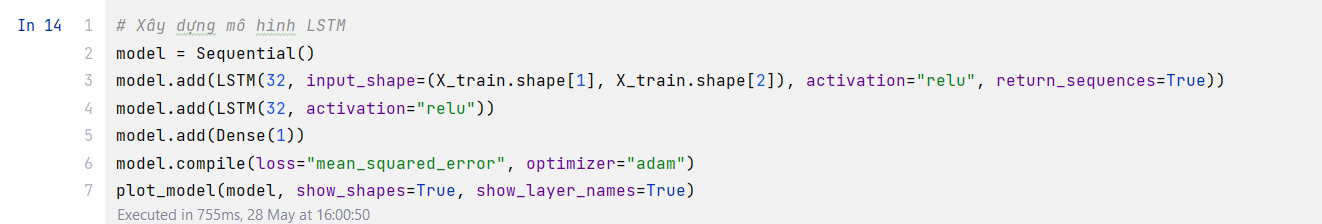 In 14 1 # Xây dựng mô hình LSTM
2 model = Sequential()
3 model.add(LSTM(32, input_shape=(X_train.shape[1], X_train.shape[2]), activation="relu", return_sequences=True))
4 model.add(LSTM(32, activation="relu"))
5 model.add(Dense(1))
6 model.compile(loss="mean_squared_error", optimizer="adam")
7 plot_model(model, show_shapes=True, show_layer_names=True)
Executed in 755ms, 28 May at 16:00:50